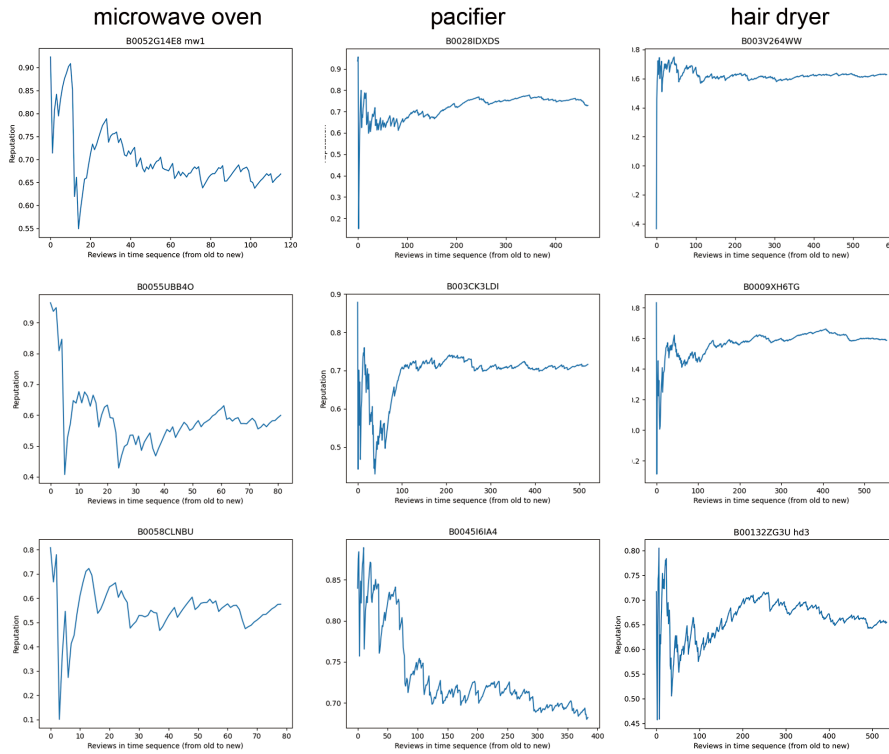 microwave oven pacifier hair dryer
B0052G14E8 mw1
0.90
0.85
0.80
0.75
0.70
0.65
0.60
0.55
Reputation
0 20 40 60 80 100 120
Reviews in time sequence (from old to new)
B0028IDXDS
0.9
0.8
0.7
0.6
0.5
0.4
0.3
0.2
0 100 200 300 400
Reviews in time sequence (from old to new)
B003V264WW
0 100 200 300 400 500
Reviews in time sequence (from old to new)
B0055UBB4O
0.9
0.8
0.7
0.6
0.5
0.4
Reputation
0 10 20 30 40 50 60 70 80
Reviews in time sequence (from old to new)
B003CK3LDI
0.9
0.8
0.7
0.6
0.5
Reputation
0 100 200 300 400 500
Reviews in time sequence (from old to new)
B0009XH6TG
0 100 200 300 400 500
Reviews in time sequence (from old to new)
B0058CLNBU
0.8
0.7
0.6
0.5
0.4
0.3
0.2
0.1
Reputation
0 10 20 30 40 50 60 70 80
Reviews in time sequence (from old to new)
B0045I6IA4
0.85
0.80
0.75
0.70
Reputation
0 50 100 150 200 250 300 350 400
Reviews in time sequence (from old to new)
B00132ZG3U hd3
0.80
0.75
0.70
0.65
0.60
0.55
0.50
0.45
Reputation
0 100 200 300 400 500
Reviews in time sequence (from old to new)